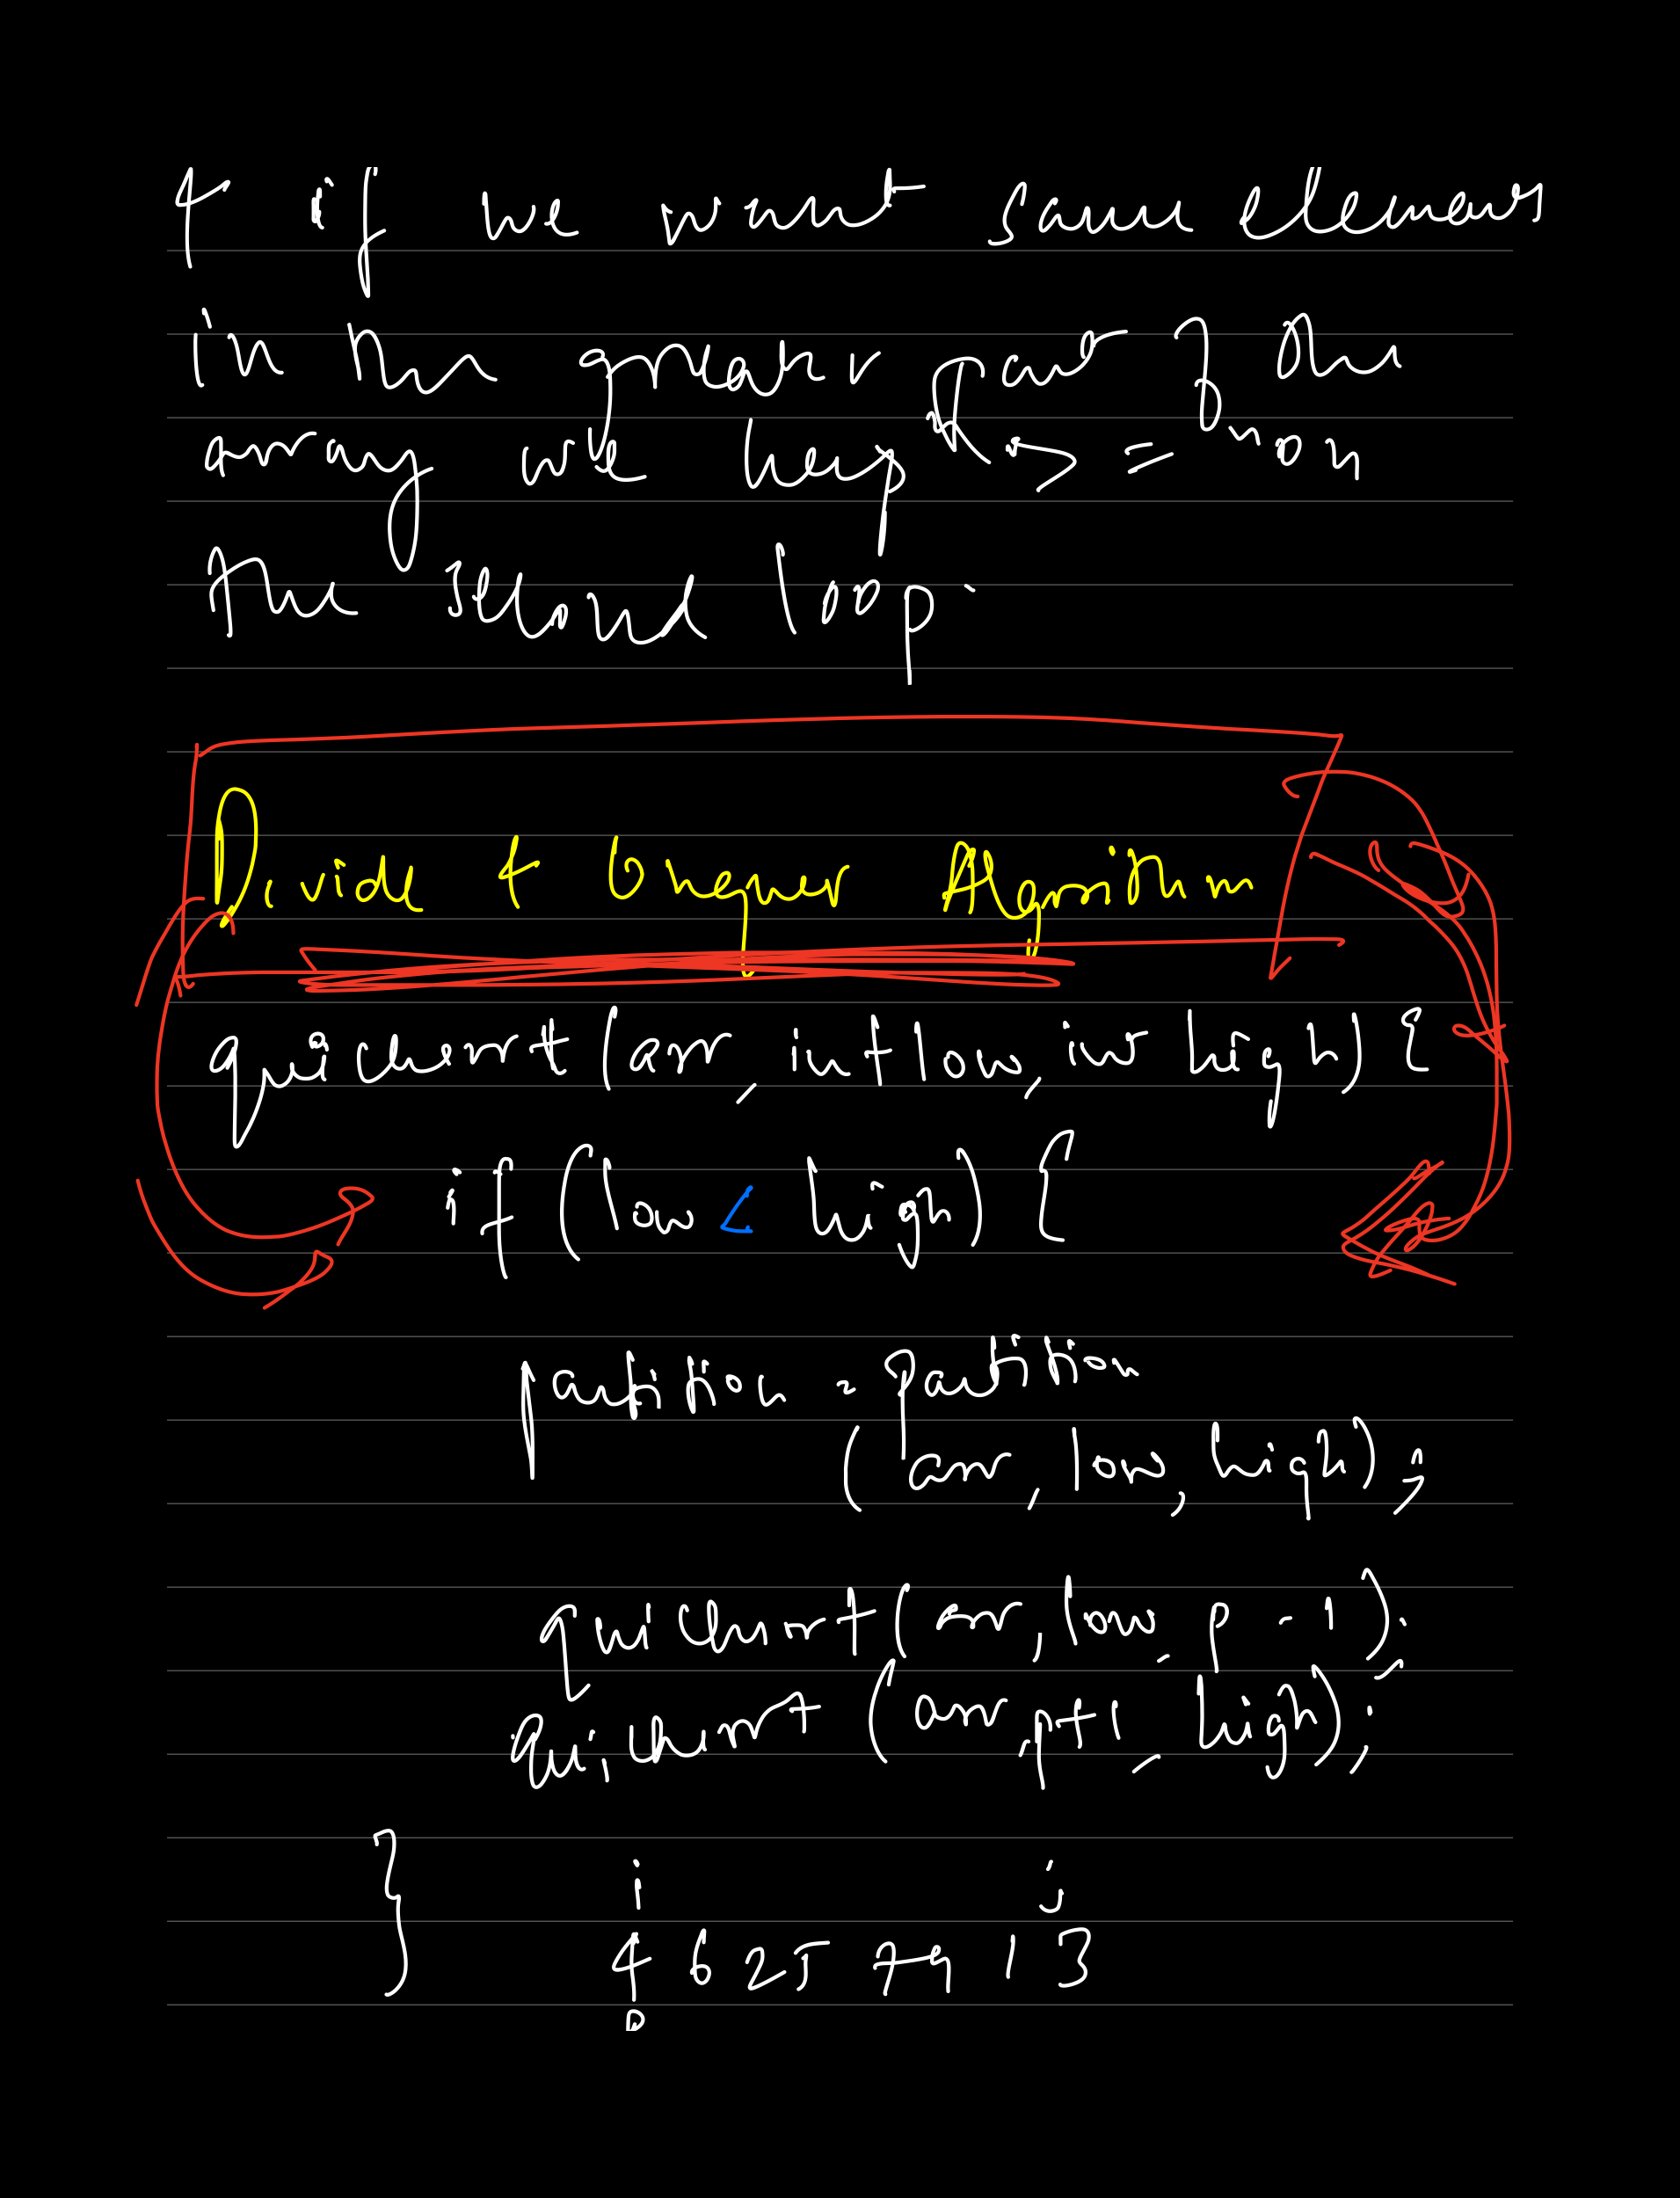 & if we want same elements
in the greater part of the
array we keep ">=" on
the second loop.
Divide & Conquer Algorithm
quicksort (arr, int low, int high) {
if (low < high) {
partition = partition
(arr, low, high);
quicksort (arr, low, p - 1);
quicksort (arr, p+1, high);
}
i j
4 6 2 5 7 9 1 3